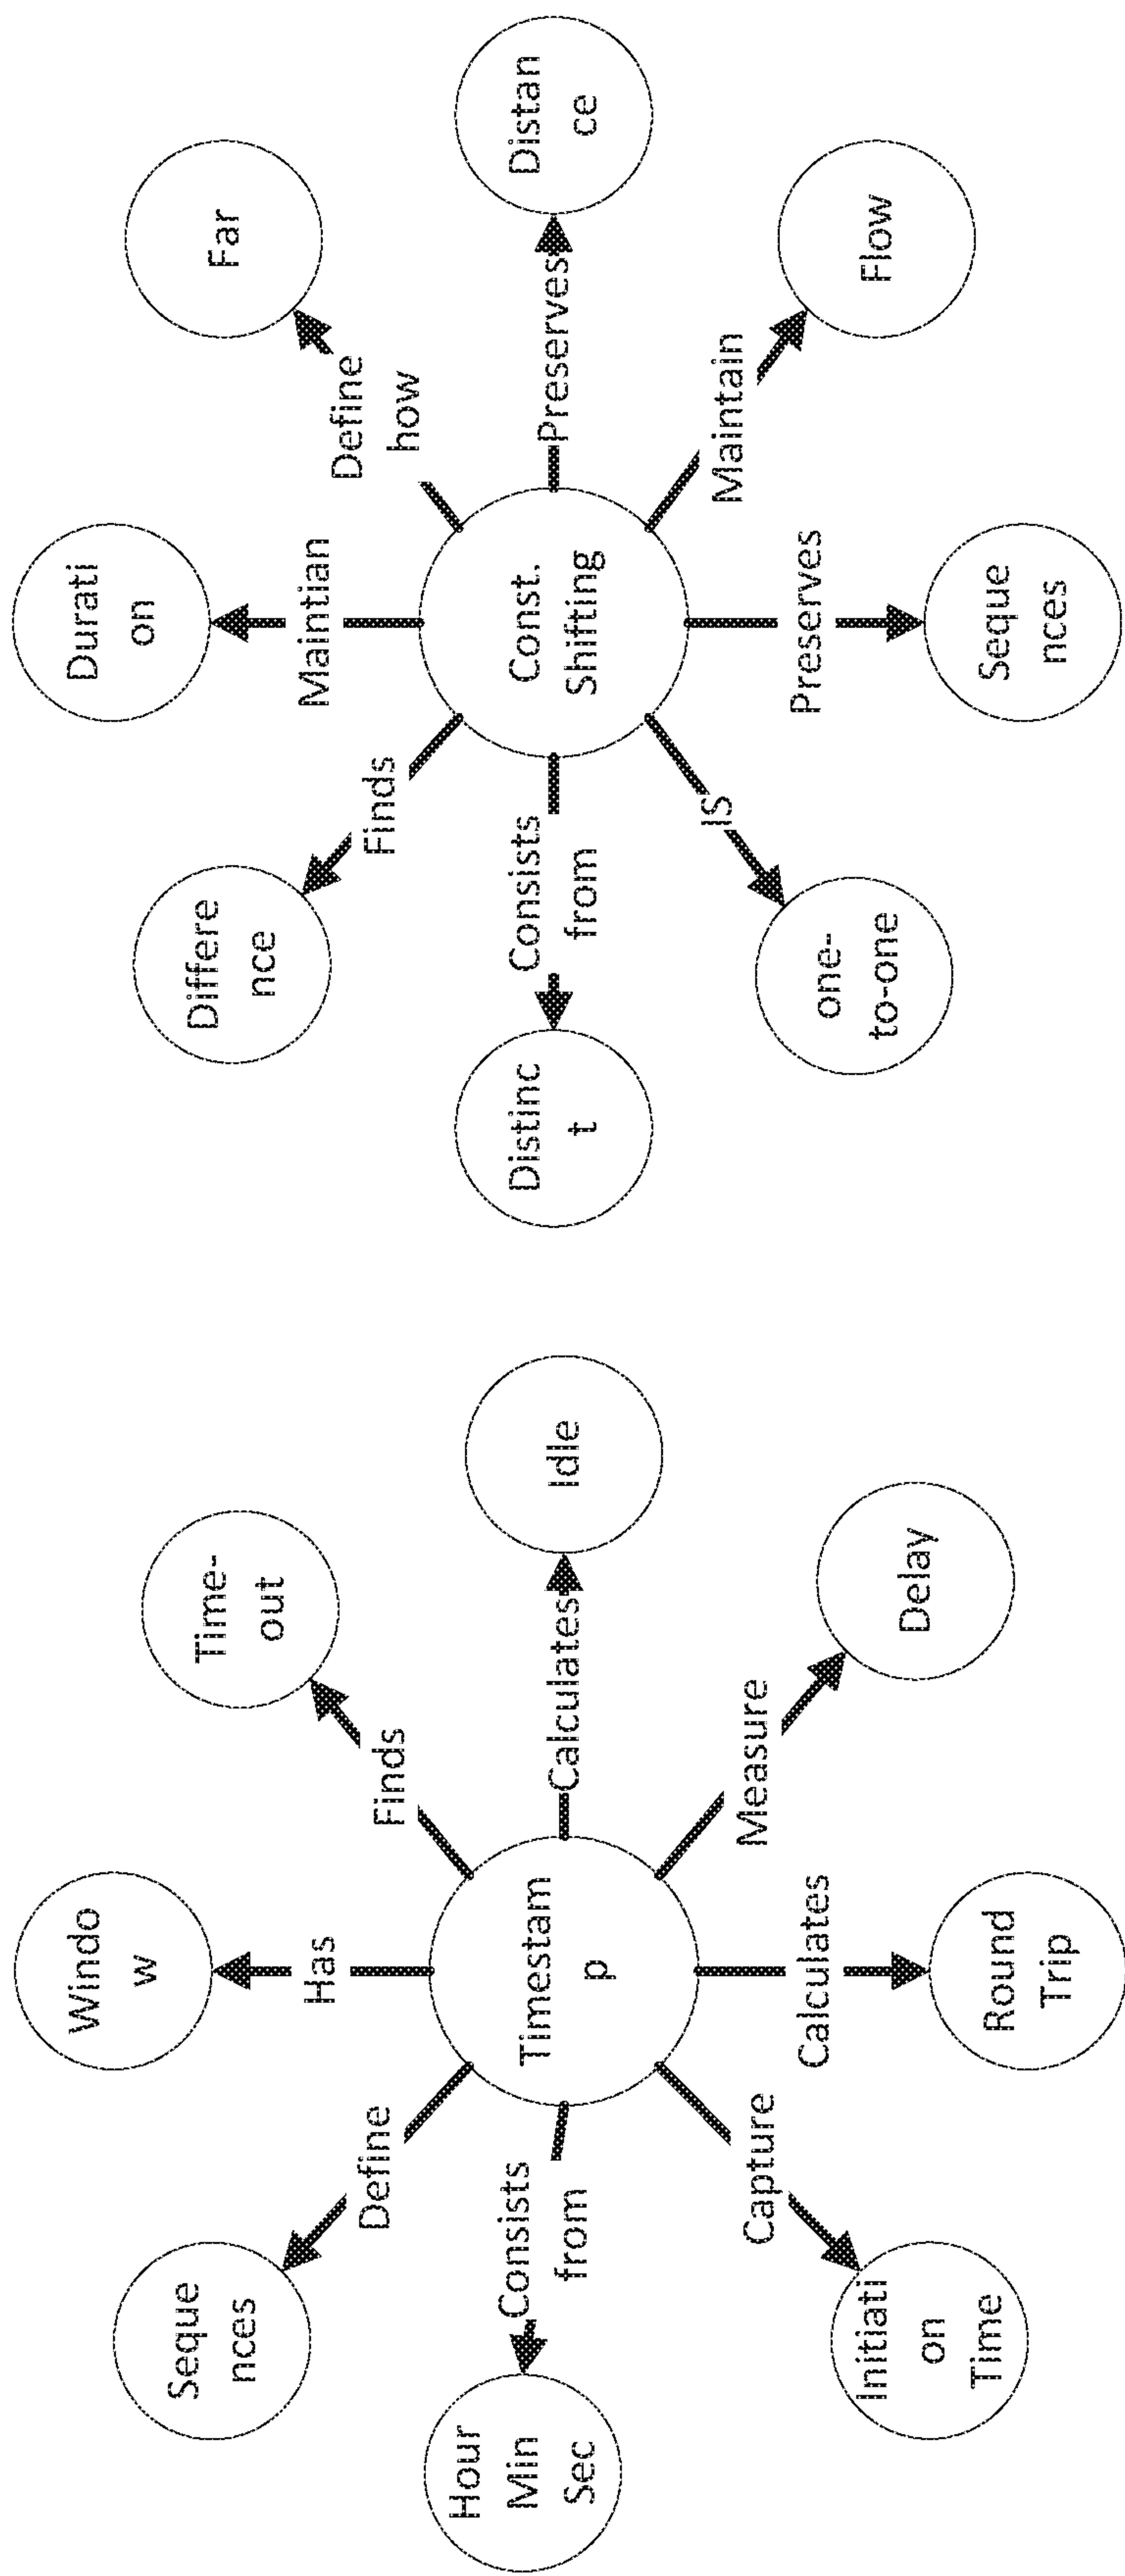 Windo
w
Seque
nces
Time-
out
Has
Define
Finds
Hour
Min
Sec
Consists
from
Timestam
p
Calculates
Idle
Capture
Calculates
Measure
Initiati
on
Time
Round
Trip
Delay
Durati
on
Differe
nce
Far
Maintian
Finds
Define
how
Distinc
t
Consists
from
Const.
Shifting
Preserves
Distan
ce
IS
Preserves
Maintain
one-
to-one
Seque
nces
Flow